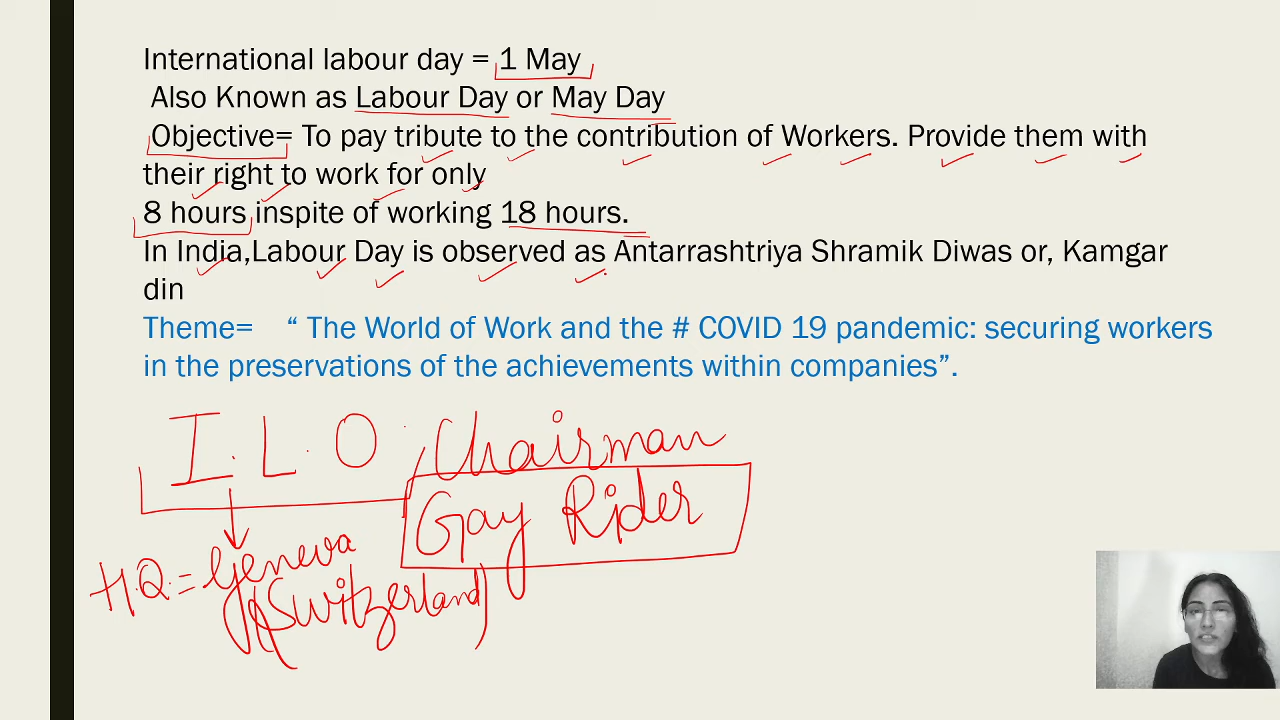 International labour day = 1 May
Also Known as Labour Day or May Day
Objective= To pay tribute to the contribution of Workers. Provide them with
their right to work for only
8 hours inspite of working 18 hours.
In India,Labour Day is observed as Antarrashtriya Shramik Diwas or, Kamgar
din
Theme= “ The World of Work and the # COVID 19 pandemic: securing workers
in the preservations of the achievements within companies”.
I.L.O, Chairman
Gay Rider
H.Q.= Geneva
(Switzerland)